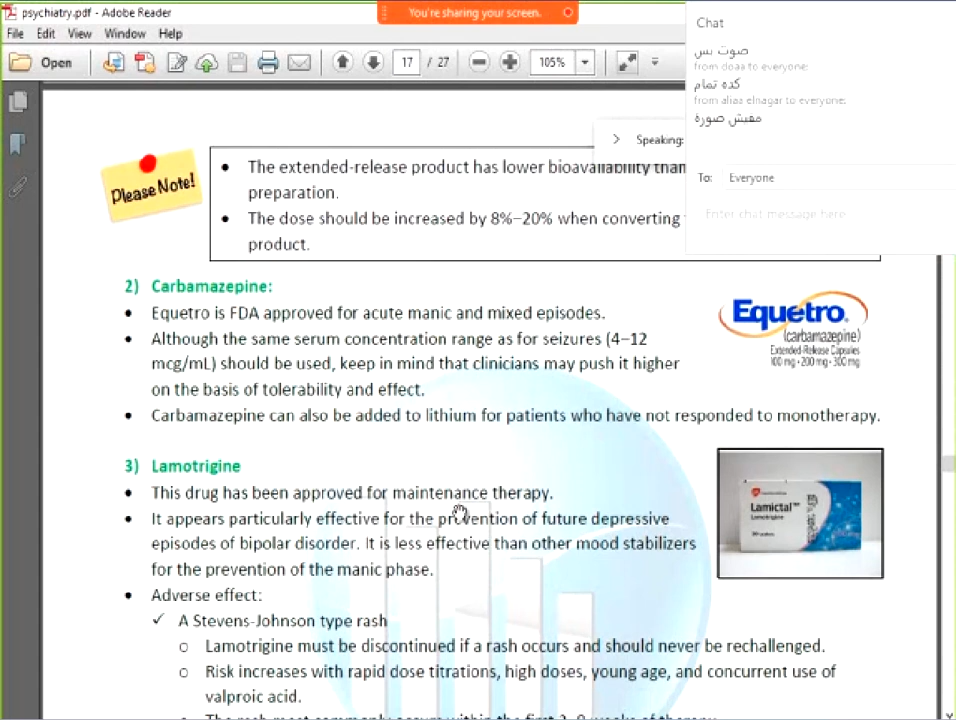 psychiatry.pdf - Adobe Reader
You're sharing your screen.
File Edit View Window Help
Open 17 / 27 105%
Chat
صوت بس
from doaa to everyone:
كده تمام
from aliaa elnagar to everyone:
مفيش صورة
Speaking:
To: Everyone
Enter chat message here
Please Note!
• The extended-release product has lower bioavailability than
preparation.
• The dose should be increased by 8%–20% when converting
product.
2) Carbamazepine:
• Equetro is FDA approved for acute manic and mixed episodes.
• Although the same serum concentration range as for seizures (4–12
mcg/mL) should be used, keep in mind that clinicians may push it higher
on the basis of tolerability and effect.
• Carbamazepine can also be added to lithium for patients who have not responded to monotherapy.
Equetro.
(carbamazepine)
Extended-Release Capsules
100 mg • 200 mg • 300 mg
3) Lamotrigine
• This drug has been approved for maintenance therapy.
• It appears particularly effective for the prevention of future depressive
episodes of bipolar disorder. It is less effective than other mood stabilizers
for the prevention of the manic phase.
Lamictal™
• Adverse effect:
✓ A Stevens-Johnson type rash
o Lamotrigine must be discontinued if a rash occurs and should never be rechallenged.
o Risk increases with rapid dose titrations, high doses, young age, and concurrent use of
valproic acid.